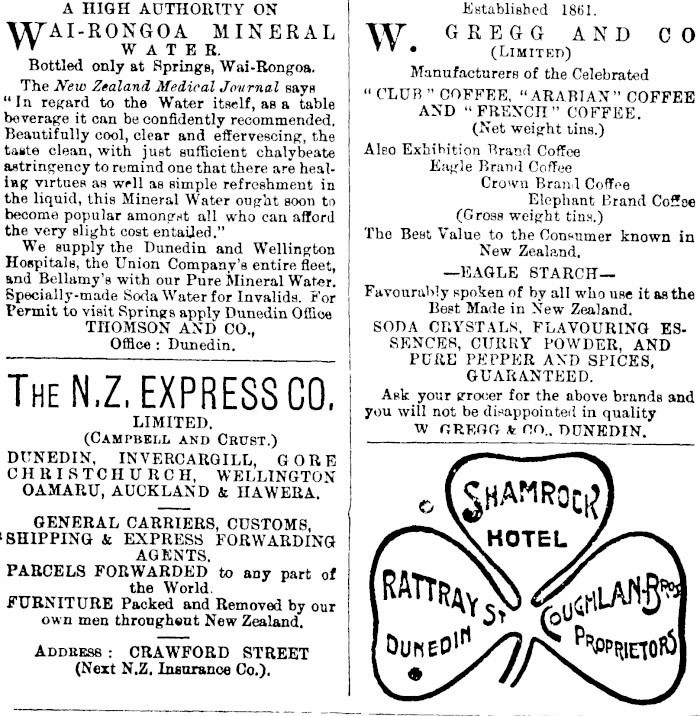 A HIGH AUTHORITY ON
WAI-RONGOA MINERAL
WATER.
Bottled only at Springs, Wai-Rongoa.
The New Zealand Medical Journal says
"In regard to the Water itself, as a table
beverage it can be confidently recommended.
Beautifully cool, clear and effervescing, the
taste clean, with just sufficient chalybeate
astringency to remind one that there are heal-
ing virtues as well as simple refreshment in
the liquid, this Mineral Water ought soon to
become popular amongst all who can afford
the very slight cost entailed."
We supply the Dunedin and Wellington
Hospitals, the Union Company's entire fleet,
and Bellamy's with our Pure Mineral Water.
Specially-made Soda Water for Invalids. For
Permit to visit Springs apply Dunedin Office
THOMSON AND CO.,
Office : Dunedin.
THE N.Z. EXPRESS CO.
LIMITED.
(CAMPBELL AND CRUST.)
DUNEDIN, INVERCARGILL, GORE
CHRISTCHURCH, WELLINGTON
OAMARU, AUCKLAND & HAWERA.
GENERAL CARRIERS, CUSTOMS,
SHIPPING & EXPRESS FORWARDING
AGENTS.
PARCELS FORWARDED to any part of
the World.
FURNITURE Packed and Removed by our
own men throughout New Zealand.
ADDRESS : CRAWFORD STREET
(Next N.Z. Insurance Co.).
Established 1861.
W. GREGG AND CO
(LIMITED)
Manufacturers of the Celebrated
"CLUB" COFFEE, "ARABIAN" COFFEE
AND "FRENCH" COFFEE.
(Net weight tins.)
Also Exhibition Brand Coffee
Eagle Brand Coffee
Crown Brand Coffee
Elephant Brand Coffee
(Gross weight tins.)
The Best Value to the Consumer known in
New Zealand.
—EAGLE STARCH—
Favourably spoken of by all who use it as the
Best Made in New Zealand.
SODA CRYSTALS, FLAVOURING ES-
SENCES, CURRY POWDER, AND
PURE PEPPER AND SPICES,
GUARANTEED.
Ask your grocer for the above brands and
you will not be disappointed in quality
W GREGG & CO., DUNEDIN.
SHAMROCK
HOTEL
RATTRAY ST
DUNEDIN
COUGHLAN BROS
PROPRIETORS